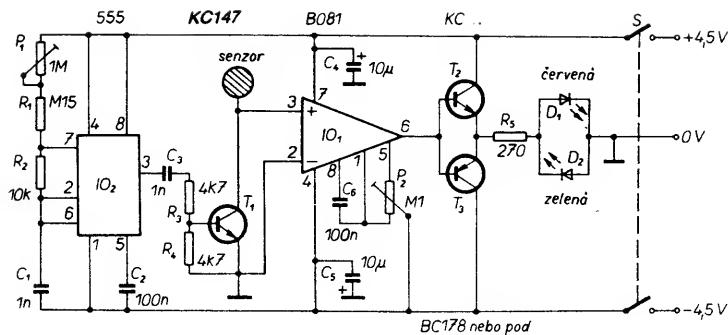 555 KC147 B081 KC .. S
P1 1M
R1 M15
R2 10k
C1 1n
7
2
6
4 8
3
1 5
IO2
C2 100n
C3 1n
4k7
R3
R4 4k7
T1
senzor
C4 + 10µ
3 +
2 −
7
IO1
6
4 8 1 5
C6 100n
P2 M1
C5 10µ +
T2
T3
R5 270
červená
D1
D2
zelená
+4,5V
0V
−4,5V
BC178 nebo pod